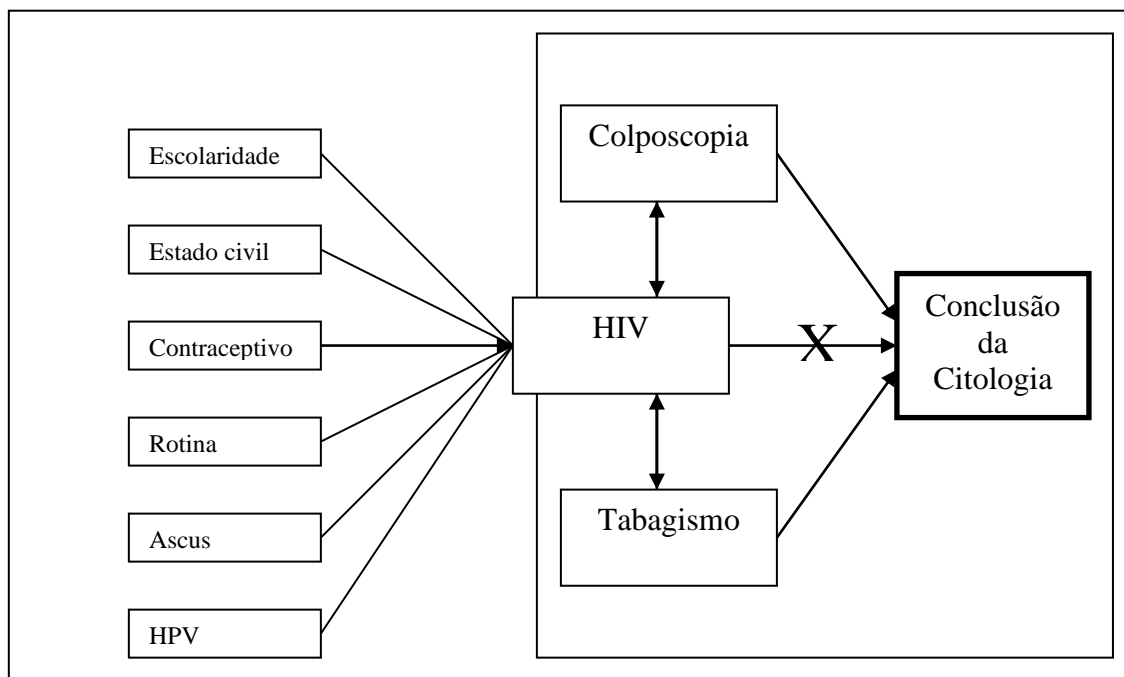 Escolaridade
Estado civil
Contraceptivo
Rotina
Ascus
HPV
Colposcopia
HIV
Tabagismo
X
Conclusão
da
Citologia